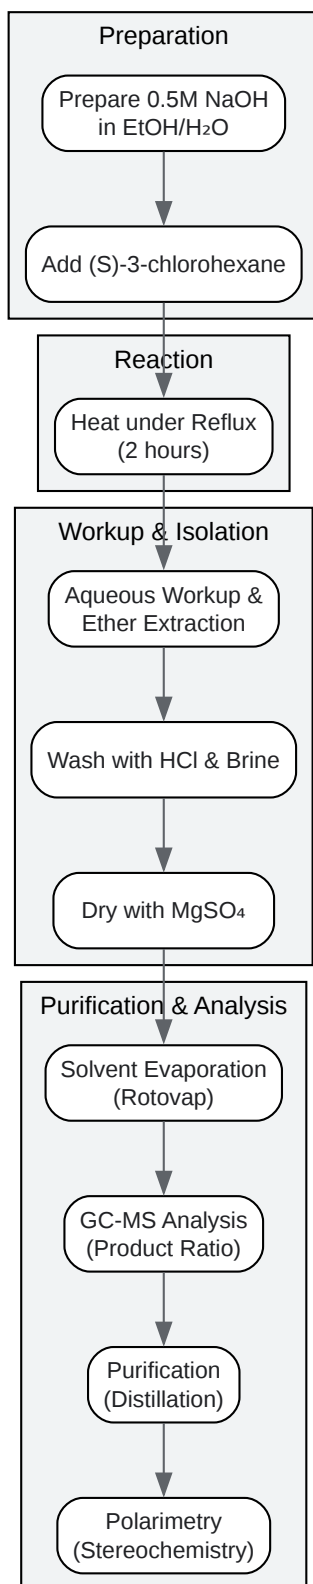 Preparation
Prepare 0.5M NaOH
in EtOH/H₂O
Add (S)-3-chlorohexane
Reaction
Heat under Reflux
(2 hours)
Workup & Isolation
Aqueous Workup &
Ether Extraction
Wash with HCl & Brine
Dry with MgSO₄
Purification & Analysis
Solvent Evaporation
(Rotovap)
GC-MS Analysis
(Product Ratio)
Purification
(Distillation)
Polarimetry
(Stereochemistry)